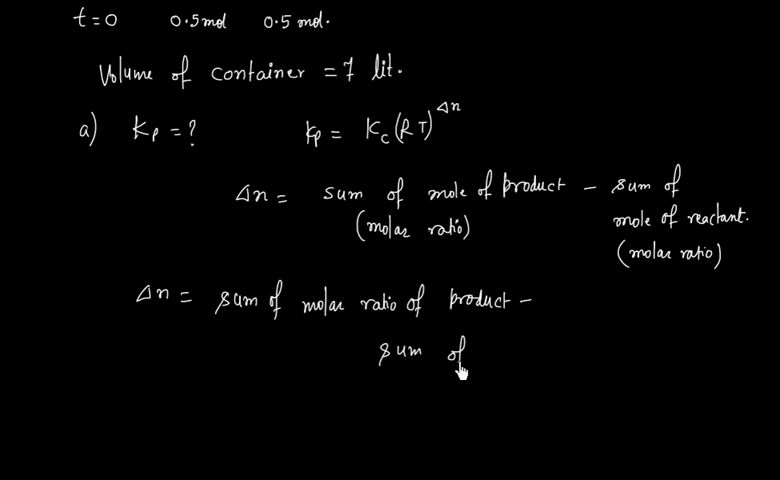 t=0 0.5mol 0.5 mol.
Volume of container = 7 lit.
a) Kp = ? Kp = Kc (RT)^Δn
Δn = sum of mole of product – sum of
(molar ratio) mole of reactant.
(molar ratio)
Δn = sum of molar ratio of product –
sum of